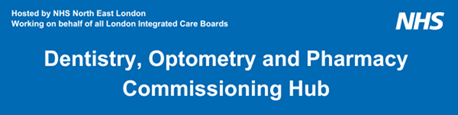 Hosted by NHS North East London
Working on behalf of all London Integrated Care Boards
NHS
Dentistry, Optometry and Pharmacy
Commissioning Hub